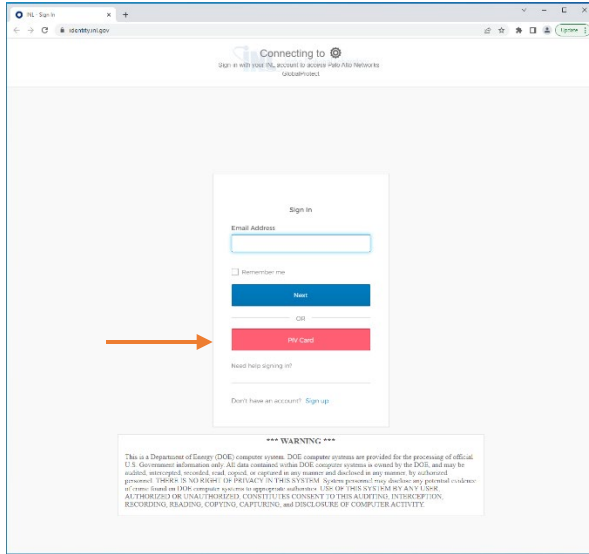 INL - Sign In
identity.inl.gov
Update
Connecting to
Sign in with your INL account to access Palo Alto Networks
GlobalProtect
Sign In
Email Address
Remember me
Next
OR
PIV Card
Need help signing in?
Don't have an account? Sign up
*** WARNING ***
This is a Department of Energy (DOE) computer system. DOE computer systems are provided for the processing of official
U.S. Government information only. All data contained within DOE computer systems is owned by the DOE, and may be
audited, intercepted, recorded, read, copied, or captured in any manner and disclosed in any manner, by authorized
personnel. THERE IS NO RIGHT OF PRIVACY IN THIS SYSTEM. System personnel may disclose any potential evidence
of crime found on DOE computer systems to appropriate authorities. USE OF THIS SYSTEM BY ANY USER,
AUTHORIZED OR UNAUTHORIZED, CONSTITUTES CONSENT TO THIS AUDITING, INTERCEPTION,
RECORDING, READING, COPYING, CAPTURING, and DISCLOSURE OF COMPUTER ACTIVITY.